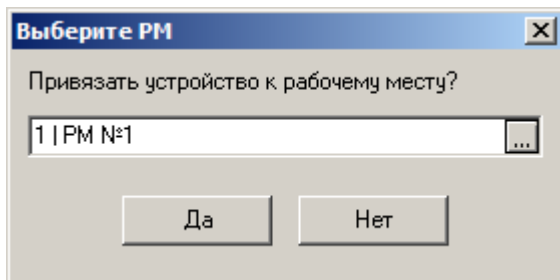 Выберите РМ
Привязать устройство к рабочему месту?
1 | РМ №1
...
Да
Нет